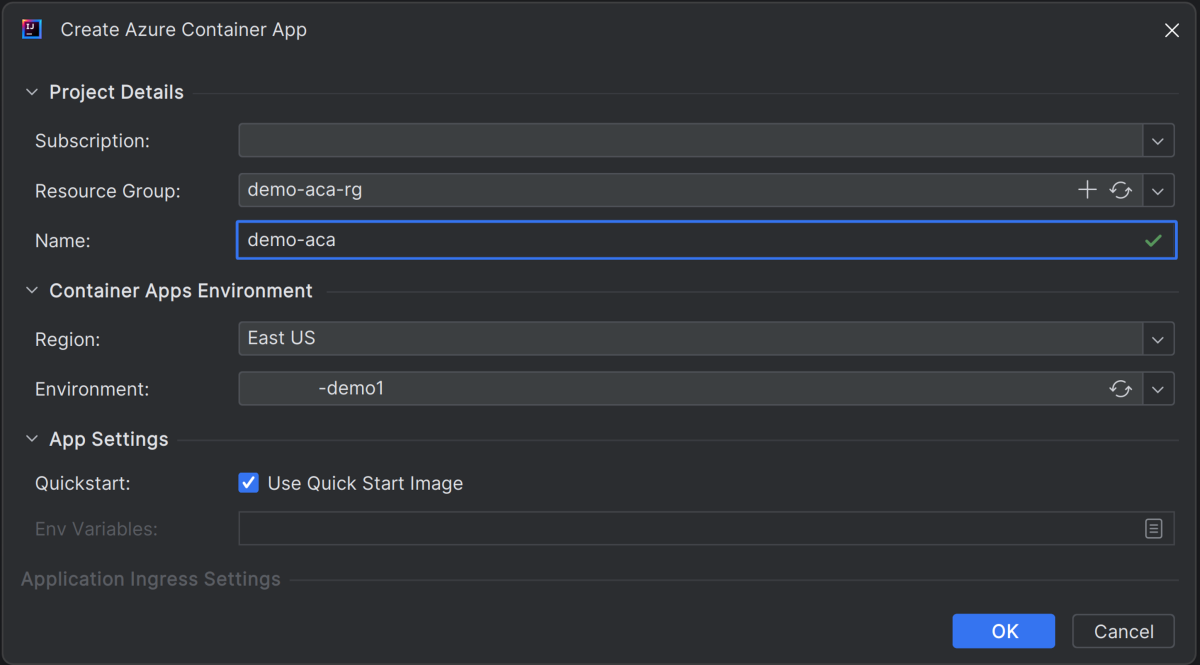 Create Azure Container App
Project Details
Subscription:
Resource Group: demo-aca-rg
Name: demo-aca
Container Apps Environment
Region: East US
Environment: -demo1
App Settings
Quickstart: Use Quick Start Image
Env Variables:
Application Ingress Settings
OK Cancel